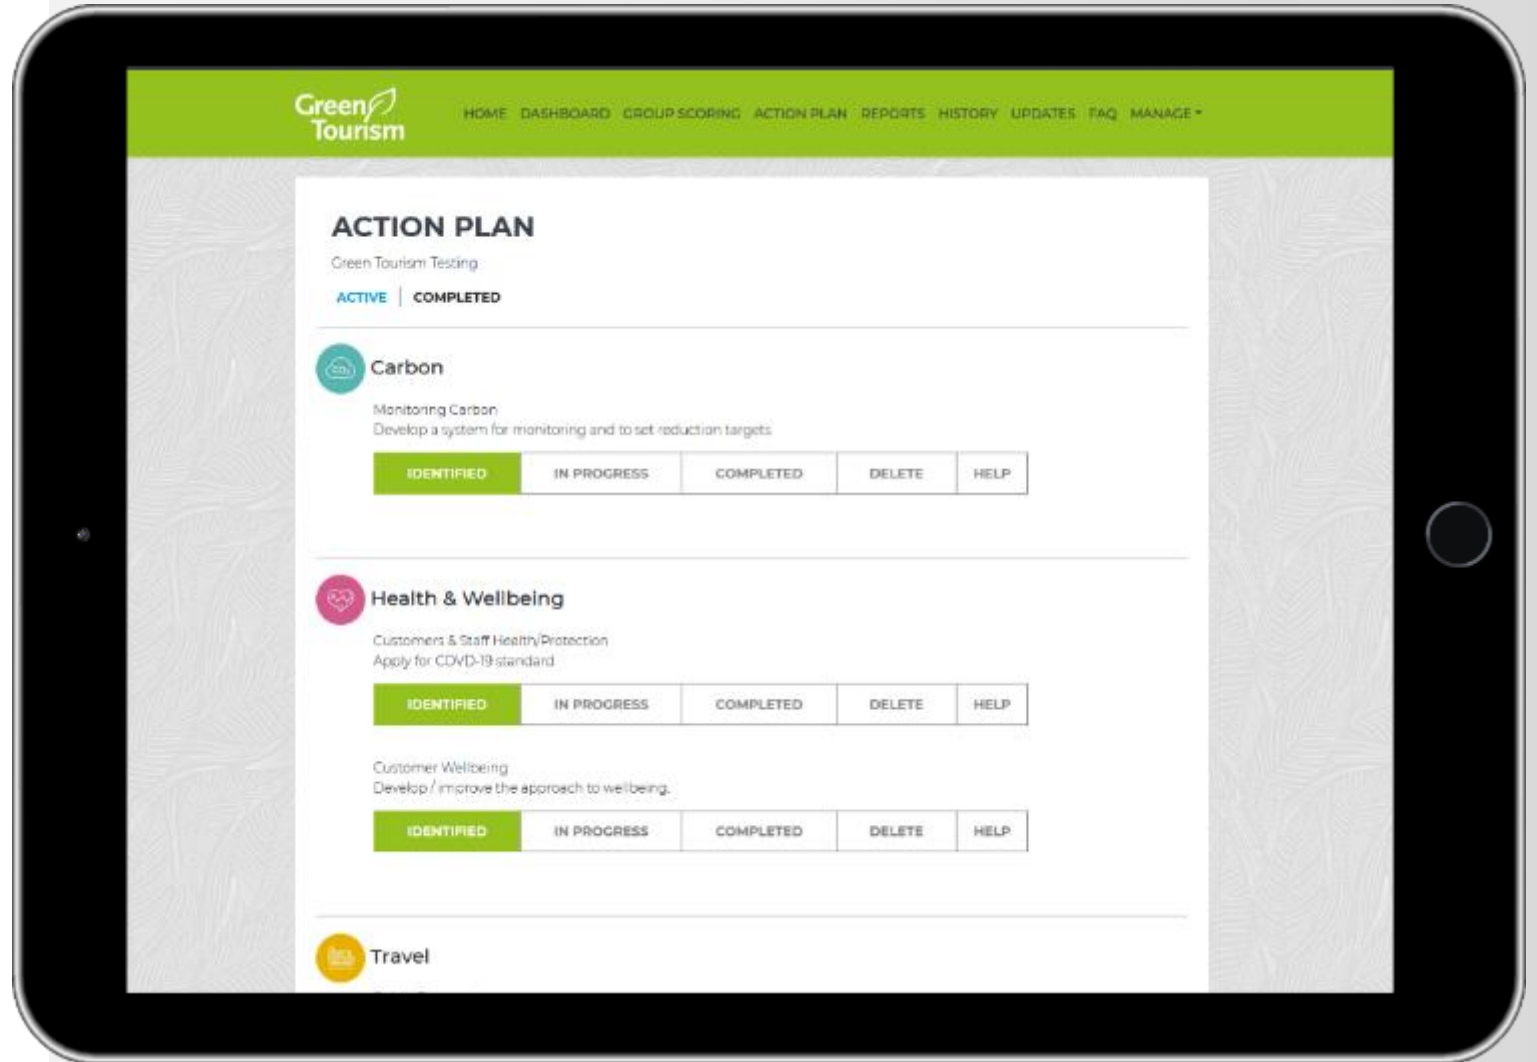 Green
Tourism
HOME DASHBOARD GROUP SCORING ACTION PLAN REPORTS HISTORY UPDATES FAQ MANAGE
ACTION PLAN
Green Tourism Testing
ACTIVE | COMPLETED
Carbon
Monitoring Carbon
Develop a system for monitoring and to set reduction targets
IDENTIFIED IN PROGRESS COMPLETED DELETE HELP
Health & Wellbeing
Customers & Staff Health/Protection
Apply for COVD-19 standard
IDENTIFIED IN PROGRESS COMPLETED DELETE HELP
Customer Wellbeing
Develop / improve the approach to wellbeing.
IDENTIFIED IN PROGRESS COMPLETED DELETE HELP
Travel